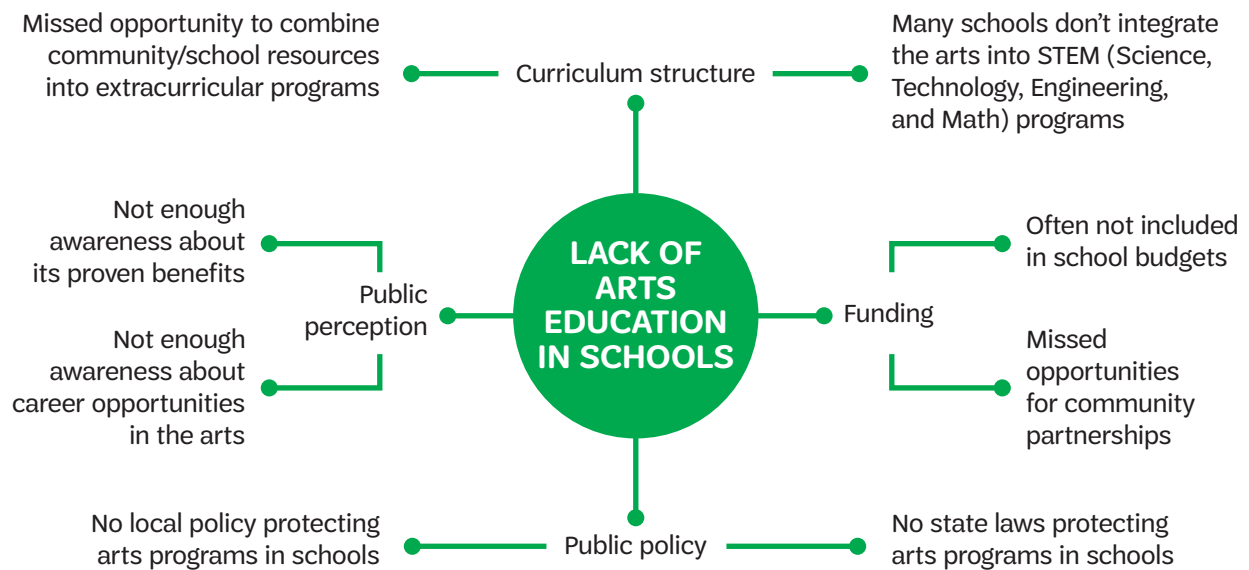 Missed opportunity to combine
community/school resources
into extracurricular programs
Curriculum structure
Many schools don’t integrate
the arts into STEM (Science,
Technology, Engineering,
and Math) programs
Not enough
awareness about
its proven benefits
Public
perception
Not enough
awareness about
career opportunities
in the arts
LACK OF
ARTS
EDUCATION
IN SCHOOLS
Funding
Often not included
in school budgets
Missed
opportunities
for community
partnerships
No local policy protecting
arts programs in schools
Public policy
No state laws protecting
arts programs in schools